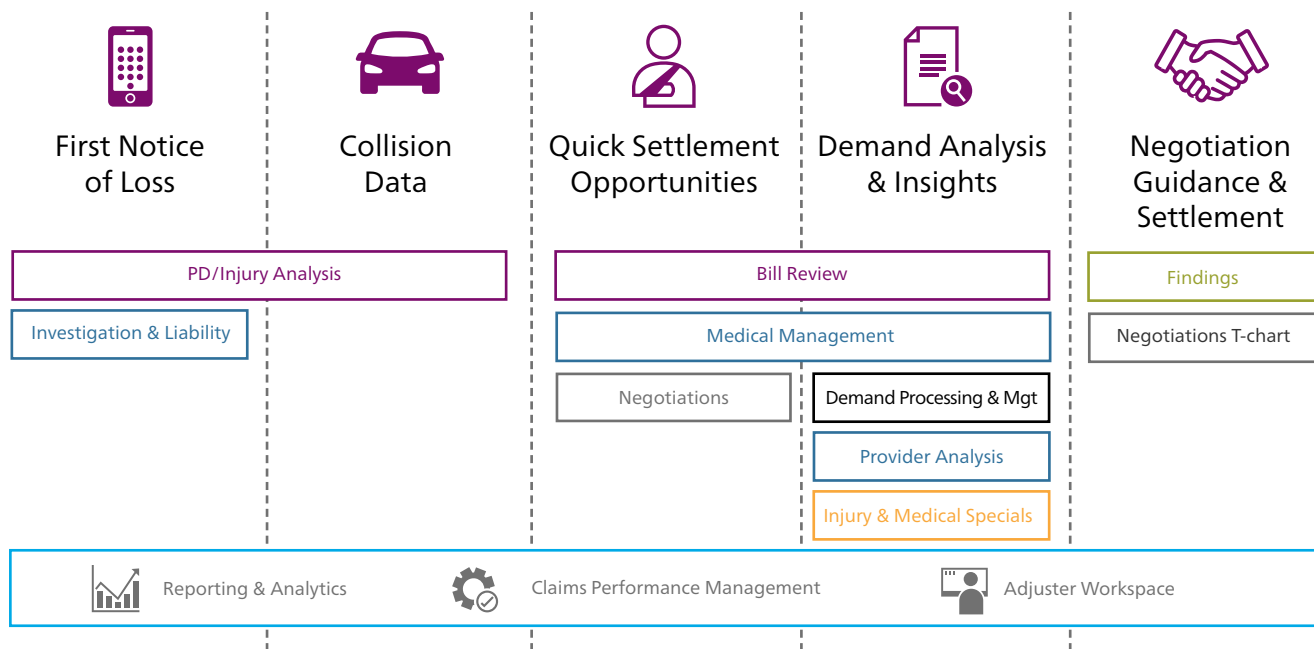 First Notice
of Loss
Collision
Data
Quick Settlement
Opportunities
Demand Analysis
& Insights
Negotiation
Guidance &
Settlement
PD/Injury Analysis
Bill Review
Findings
Investigation & Liability
Medical Management
Negotiations T-chart
Negotiations
Demand Processing & Mgt
Provider Analysis
Injury & Medical Specials
Reporting & Analytics
Claims Performance Management
Adjuster Workspace